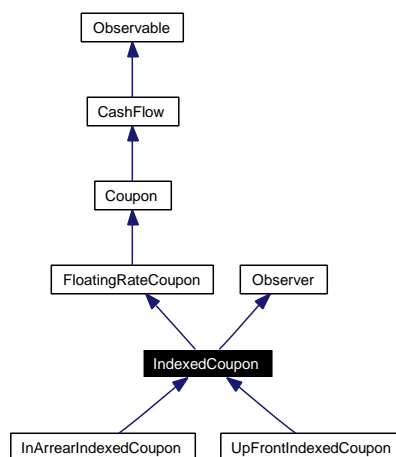 Observable
CashFlow
Coupon
FloatingRateCoupon
Observer
IndexedCoupon
InArrearIndexedCoupon
UpFrontIndexedCoupon